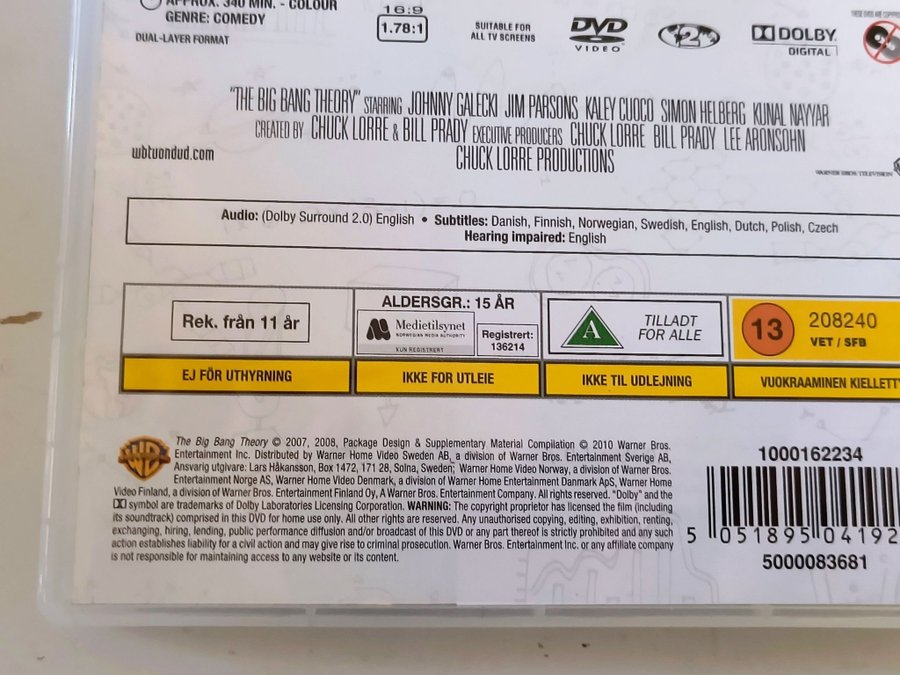 APPROX. 340 MIN. - COLOUR
GENRE: COMEDY
DUAL-LAYER FORMAT
16:9
1.78:1
SUITABLE FOR
ALL TV SCREENS
DVD
VIDEO
2
DOLBY
DIGITAL
"THE BIG BANG THEORY" STARRING JOHNNY GALECKI JIM PARSONS KALEY CUOCO SIMON HELBERG KUNAL NAYYAR
CREATED BY CHUCK LORRE & BILL PRADY EXECUTIVE PRODUCERS CHUCK LORRE BILL PRADY LEE ARONSOHN
CHUCK LORRE PRODUCTIONS
wbtvondvd.com
WARNER BROS. TELEVISION
Audio: (Dolby Surround 2.0) English • Subtitles: Danish, Finnish, Norwegian, Swedish, English, Dutch, Polish, Czech
Hearing impaired: English
Rek. från 11 år
EJ FÖR UTHYRNING
ALDERSGR.: 15 ÅR
Medietilsynet
NORWEGIAN MEDIA AUTHORITY
KUN REGISTRERT
Registrert:
136214
IKKE FOR UTLEIE
A
TILLADT
FOR ALLE
IKKE TIL UDLEJNING
13
208240
VET / SFB
VUOKRAAMINEN KIELLETTY
The Big Bang Theory © 2007, 2008, Package Design & Supplementary Material Compilation © 2010 Warner Bros.
Entertainment Inc. Distributed by Warner Home Video Sweden AB, a division of Warner Bros. Entertainment Sverige AB,
Ansvarig utgivare: Lars Håkansson, Box 1472, 171 28, Solna, Sweden; Warner Home Video Norway, a division of Warner Bros.
Entertainment Norge AS, Warner Home Video Denmark, a division of Warner Home Entertainment Danmark ApS, Warner Home
Video Finland, a division of Warner Bros. Entertainment Finland Oy, A Warner Bros. Entertainment Company. All rights reserved. "Dolby" and the
symbol are trademarks of Dolby Laboratories Licensing Corporation. WARNING: The copyright proprietor has licensed the film (including
its soundtrack) comprised in this DVD for home use only. All other rights are reserved. Any unauthorised copying, editing, exhibition, renting,
exchanging, hiring, lending, public performance diffusion and/or broadcast of this DVD or any part thereof is strictly prohibited and any such
action establishes liability for a civil action and may give rise to criminal prosecution. Warner Bros. Entertainment Inc. or any affiliate company
is not responsible for maintaining access to any website or its content.
WB
1000162234
5 051895 04192
5000083681